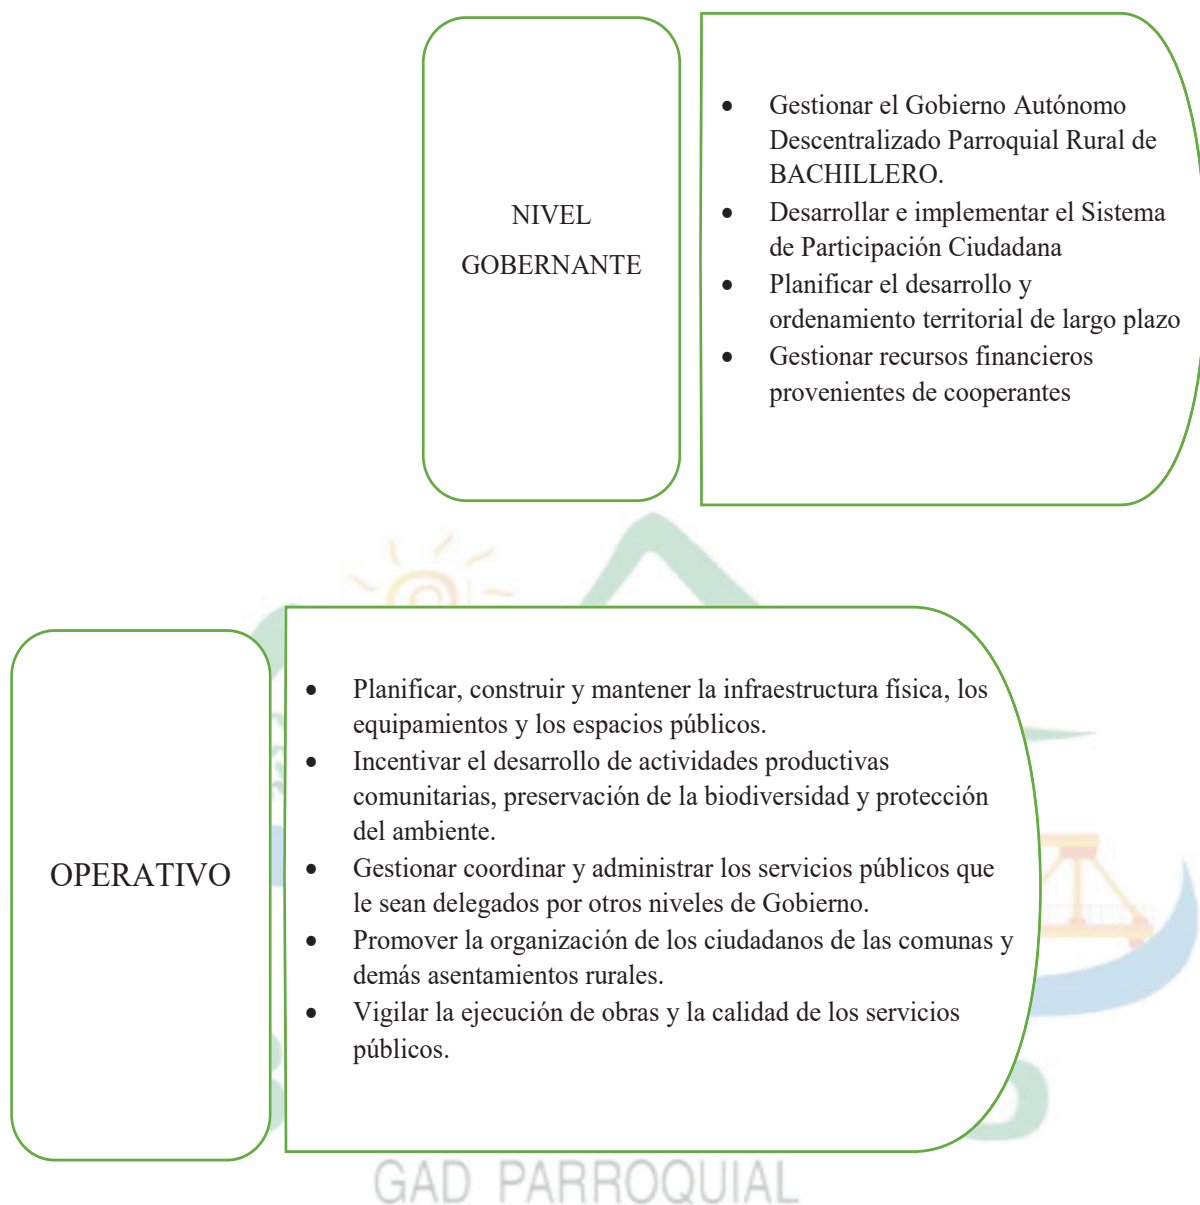 NIVEL
GOBERNANTE
• Gestionar el Gobierno Autónomo
Descentralizado Parroquial Rural de
BACHILLERO.
• Desarrollar e implementar el Sistema
de Participación Ciudadana
• Planificar el desarrollo y
ordenamiento territorial de largo plazo
• Gestionar recursos financieros
provenientes de cooperantes
OPERATIVO
• Planificar, construir y mantener la infraestructura física, los
equipamientos y los espacios públicos.
• Incentivar el desarrollo de actividades productivas
comunitarias, preservación de la biodiversidad y protección
del ambiente.
• Gestionar coordinar y administrar los servicios públicos que
le sean delegados por otros niveles de Gobierno.
• Promover la organización de los ciudadanos de las comunas y
demás asentamientos rurales.
• Vigilar la ejecución de obras y la calidad de los servicios
públicos.
GAD PARROQUIAL